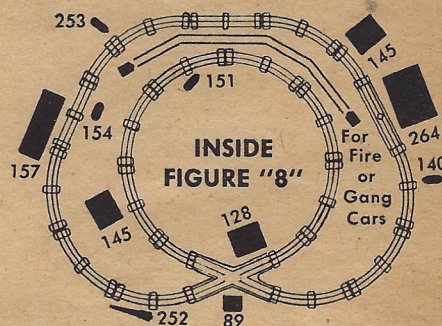 253
145
151
154
264
157
INSIDE
FIGURE "8"
For
Fire
or
Gang
Cars
140
145
128
252
89